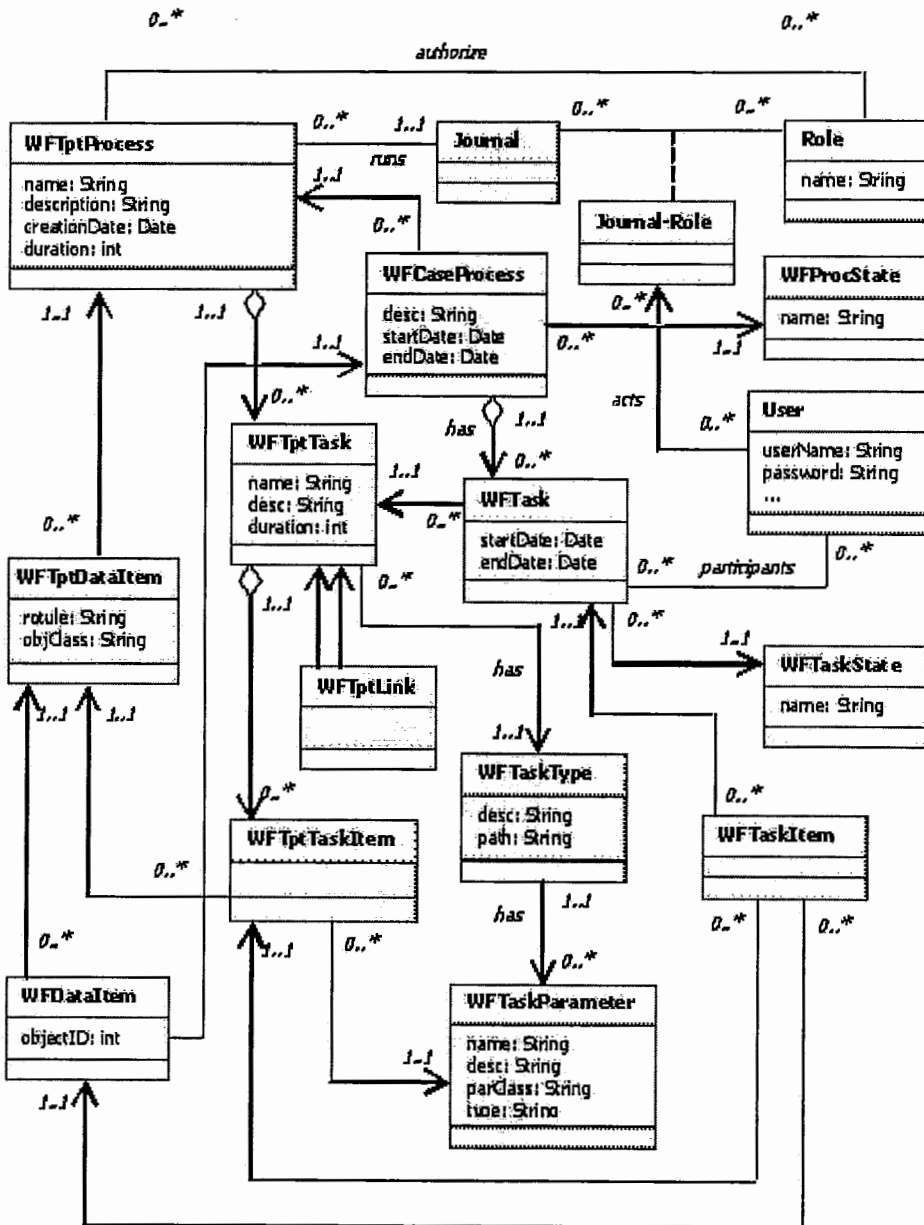 0..*
0..*
authorize
WFTptProcess
name: String
description: String
creationDate: Date
duration: int
0..*
1..1
runs
Journal
0..*
0..*
Role
name: String
1..1
0..*
Journal-Role
WFCaseProcess
desc: String
startDate: Date
endDate: Date
WFProcState
name: String
1..1
1..1
1..1
0..*
0..*
1..1
0..*
acts
0..*
User
userName: String
password: String
...
has
1..1
0..*
WFTptTask
name: String
desc: String
duration: int
1..1
0..*
0..*
WFTask
startDate: Date
endDate: Date
0..*
participants
0..*
0..*
WFTptDataItem
rotule: String
objClass: String
1..1
0..*
1..1
0..*
1..1
WFTaskState
name: String
WFTptLink
has
1..1
1..1
1..1
WFTaskType
desc: String
path: String
0..*
WFTptTaskItem
0..*
WFTaskItem
0..*
0..*
1..1
0..*
has
1..1
0..*
0..*
0..*
WFDataItem
objectID: int
1..1
WFTaskParameter
name: String
desc: String
parClass: String
type: String
1..1